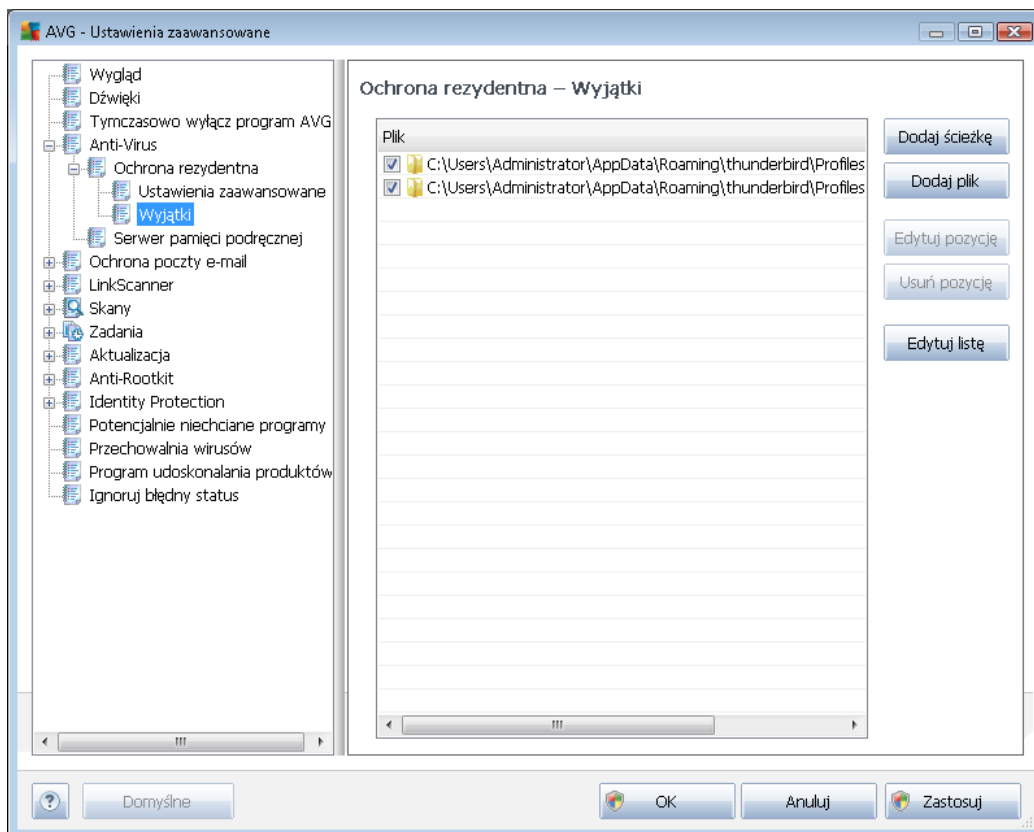 AVG - Ustawienia zaawansowane
Wygląd
Dźwięki
Tymczasowo wyłącz program AVG
Anti-Virus
Ochrona rezydentna
Ustawienia zaawansowane
Wyjątki
Serwer pamięci podręcznej
Ochrona poczty e-mail
LinkScanner
Skany
Zadania
Aktualizacja
Anti-Rootkit
Identity Protection
Potencjalnie niechciane programy
Przechowalnia wirusów
Program udoskonalania produktów
Ignoruj błędny status
Ochrona rezydentna – Wyjątki
Plik
C:\Users\Administrator\AppData\Roaming\thunderbird\Profiles
C:\Users\Administrator\AppData\Roaming\thunderbird\Profiles
Dodaj ścieżkę
Dodaj plik
Edytuj pozycję
Usuń pozycję
Edytuj listę
?
Domyślne
OK
Anuluj
Zastosuj